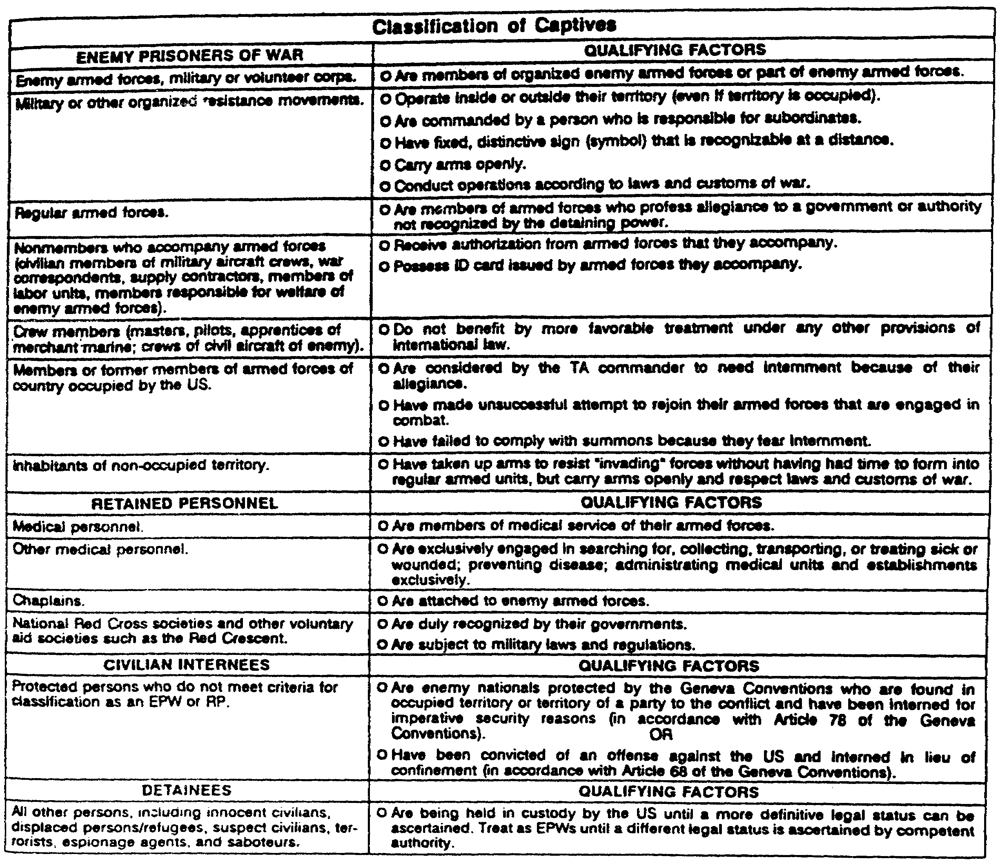 Classification of Captives
ENEMY PRISONERS OF WAR
QUALIFYING FACTORS
Enemy armed forces, military or volunteer corps.
O Are members of organized enemy armed forces or part of enemy armed forces.
Military or other organized resistance movements.
O Operate inside or outside their territory (even if territory is occupied).
O Are commanded by a person who is responsible for subordinates.
O Have fixed, distinctive sign (symbol) that is recognizable at a distance.
O Carry arms openly.
O Conduct operations according to laws and customs of war.
Regular armed forces.
O Are members of armed forces who profess allegiance to a government or authority
not recognized by the detaining power.
Nonmembers who accompany armed forces
(civilian members of military aircraft crews, war
correspondents, supply contractors, members of
labor units, members responsible for welfare of
enemy armed forces).
O Receive authorization from armed forces that they accompany.
O Possess ID card issued by armed forces they accompany.
Crew members (masters, pilots, apprentices of
merchant marine; crews of civil aircraft of enemy).
O Do not benefit by more favorable treatment under any other provisions of
international law.
Members or former members of armed forces of
country occupied by the US.
O Are considered by the TA commander to need internment because of their
allegiance.
O Have made unsuccessful attempt to rejoin their armed forces that are engaged in
combat.
O Have failed to comply with summons because they fear internment.
Inhabitants of non-occupied territory.
O Have taken up arms to resist "invading" forces without having had time to form into
regular armed units, but carry arms openly and respect laws and customs of war.
RETAINED PERSONNEL
QUALIFYING FACTORS
Medical personnel.
O Are members of medical service of their armed forces.
Other medical personnel.
O Are exclusively engaged in searching for, collecting, transporting, or treating sick or
wounded; preventing disease; administrating medical units and establishments
exclusively.
Chaplains.
O Are attached to enemy armed forces.
National Red Cross societies and other voluntary
aid societies such as the Red Crescent.
O Are duly recognized by their governments.
O Are subject to military laws and regulations.
CIVILIAN INTERNEES
QUALIFYING FACTORS
Protected persons who do not meet criteria for
classification as an EPW or RP.
O Are enemy nationals protected by the Geneva Conventions who are found in
occupied territory or territory of a party to the conflict and have been interned for
imperative security reasons (in accordance with Article 78 of the Geneva
Conventions). OR
O Have been convicted of an offense against the US and interned in lieu of
confinement (in accordance with Article 68 of the Geneva Conventions).
DETAINEES
QUALIFYING FACTORS
All other persons, including innocent civilians,
displaced persons/refugees, suspect civilians, ter-
rorists, espionage agents, and saboteurs.
O Are being held in custody by the US until a more definitive legal status can be
ascertained. Treat as EPWs until a different legal status is ascertained by competent
authority.